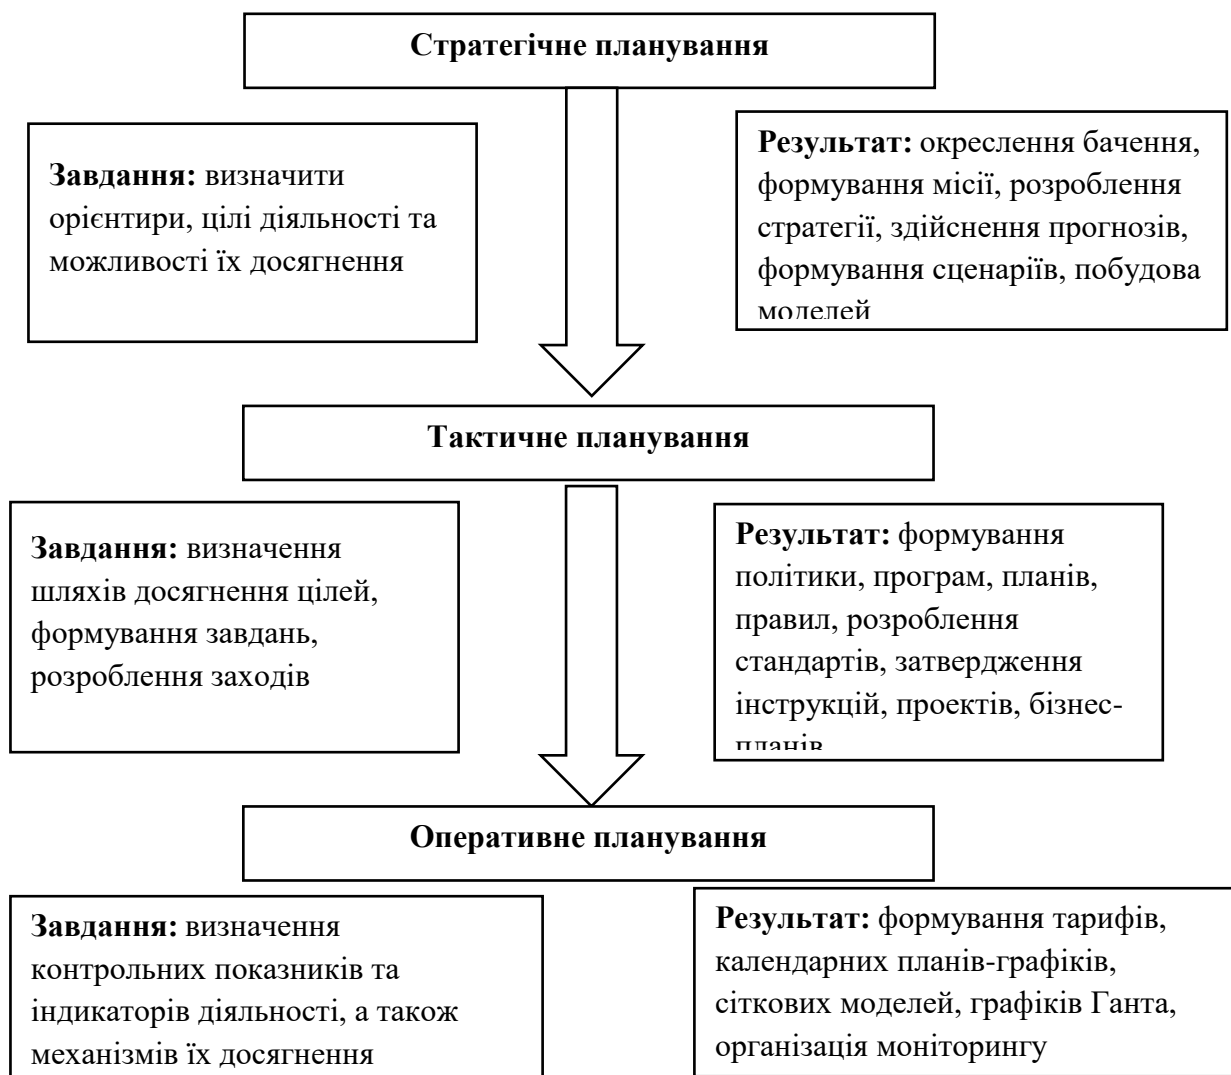 Стратегічне планування
Завдання: визначити
орієнтири, цілі діяльності та
можливості їх досягнення
Результат: окреслення бачення,
формування місії, розроблення
стратегії, здійснення прогнозів,
формування сценаріїв, побудова
моделей
Тактичне планування
Завдання: визначення
шляхів досягнення цілей,
формування завдань,
розроблення заходів
Результат: формування
політики, програм, планів,
правил, розроблення
стандартів, затвердження
інструкцій, проектів, бізнес-
планів
Оперативне планування
Завдання: визначення
контрольних показників та
індикаторів діяльності, а також
механізмів їх досягнення
Результат: формування тарифів,
календарних планів-графіків,
сіткових моделей, графіків Ганта,
організація моніторингу